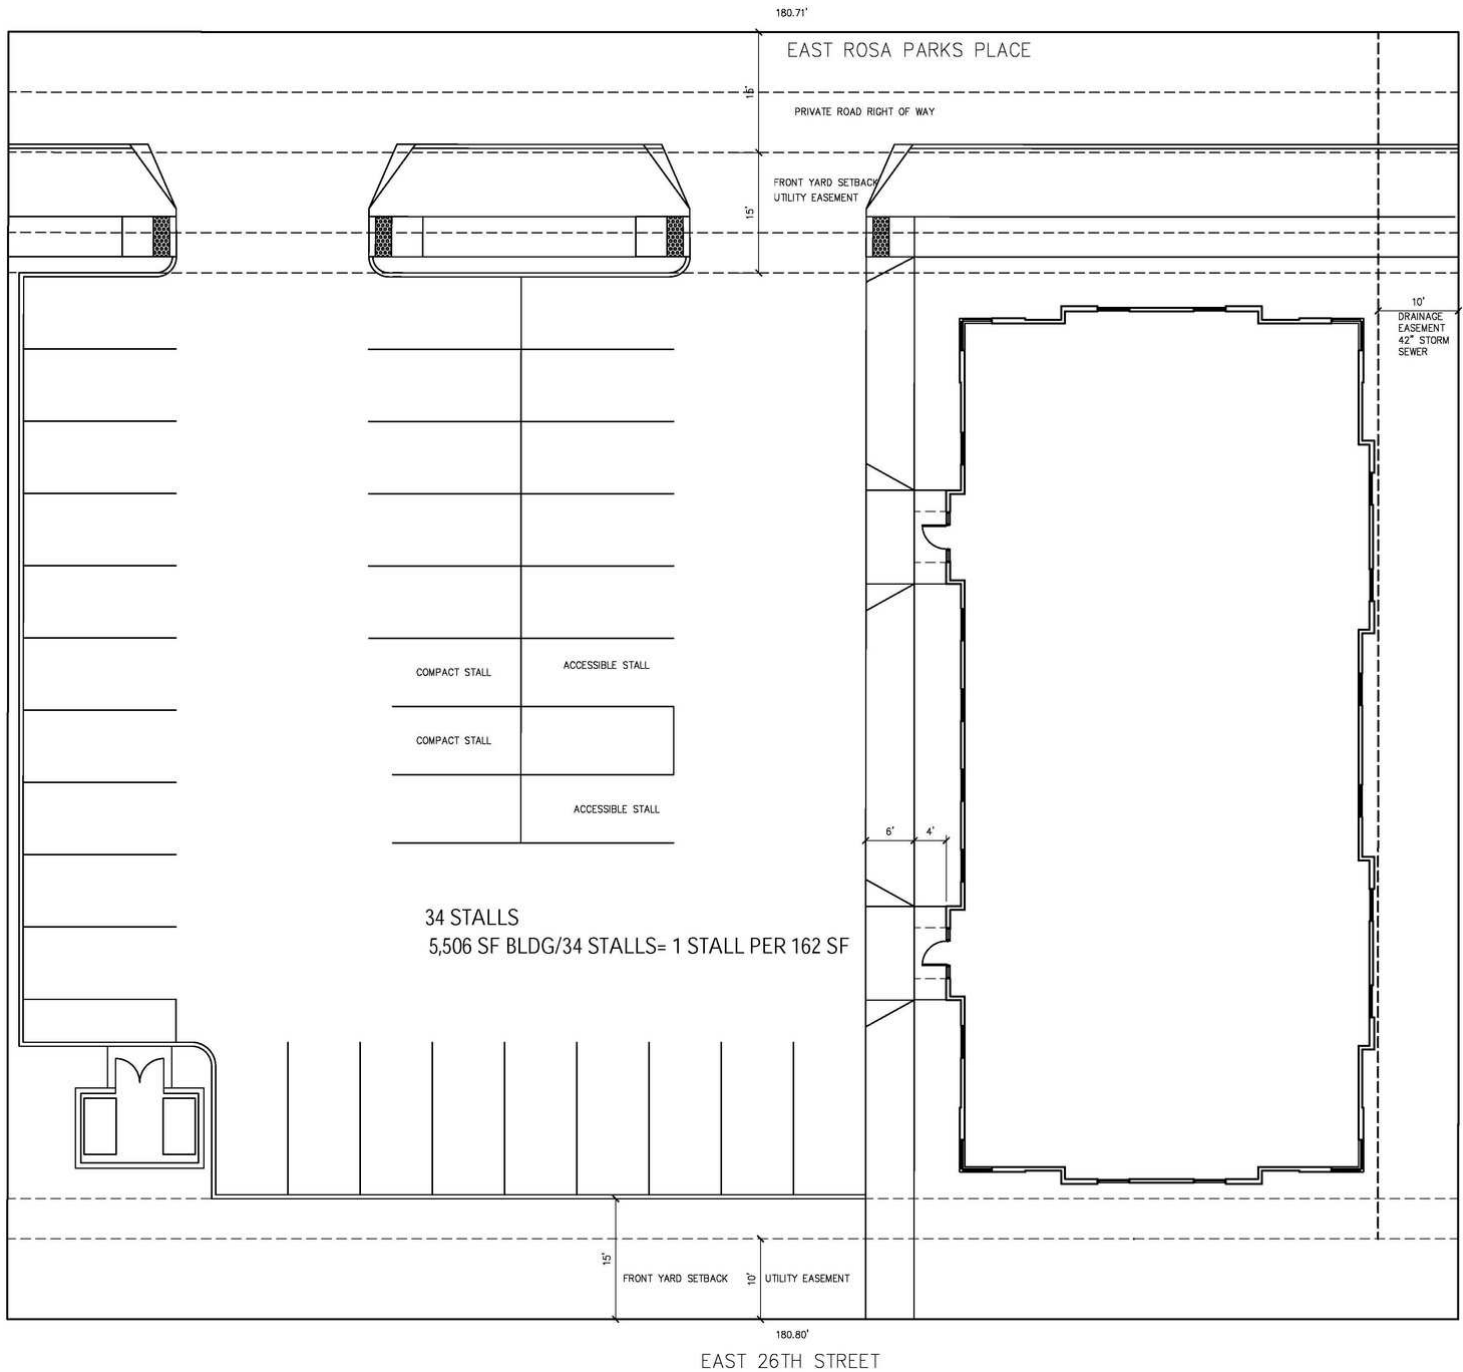 180.71'
EAST ROSA PARKS PLACE
15'
PRIVATE ROAD RIGHT OF WAY
FRONT YARD SETBACK
UTILITY EASEMENT
15'
10'
DRAINAGE
EASEMENT
42" STORM
SEWER
COMPACT STALL
ACCESSIBLE STALL
COMPACT STALL
ACCESSIBLE STALL
6'
4'
34 STALLS
5,506 SF BLDG/34 STALLS= 1 STALL PER 162 SF
15'
FRONT YARD SETBACK
10'
UTILITY EASEMENT
180.80'
EAST 26TH STREET